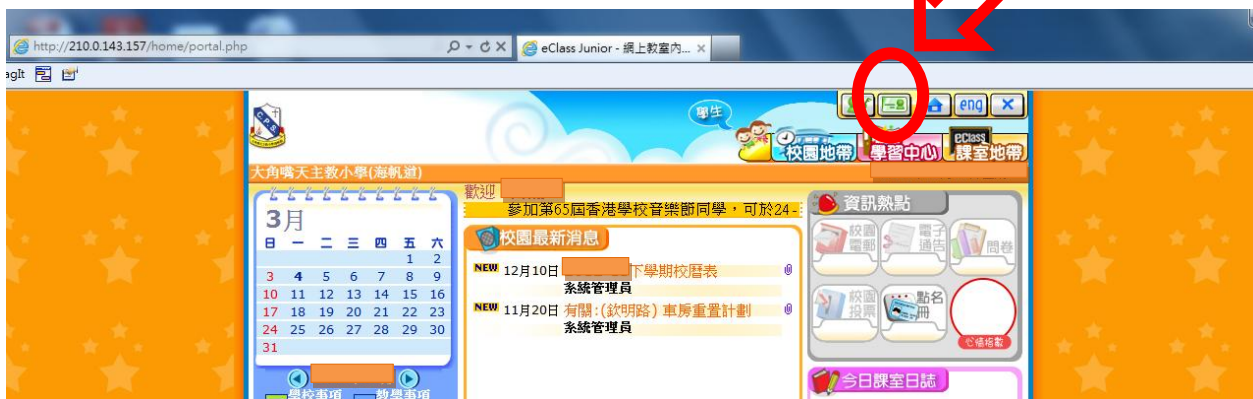 http://210.0.143.157/home/portal.php
eClass Junior - 網上教室內...
agIt
學生
eng
C.P.S.
校園地帶
學習中心
eClass
課室地帶
大角嘴天主教小學(海帆道)
歡迎
參加第65屆香港學校音樂節同學,可於24-
3月
日 一 二 三 四 五 六
1 2
3 4 5 6 7 8 9
10 11 12 13 14 15 16
17 18 19 20 21 22 23
24 25 26 27 28 29 30
31
學校事項 教學事項
校園最新消息
NEW 12月10日 下學期校曆表
系統管理員
NEW 11月20日 有關:(欽明路) 車房重置計劃
系統管理員
資訊熱點
校園電郵
電子通告
問卷
校園投票
點名冊
心情指數
今日課室日誌